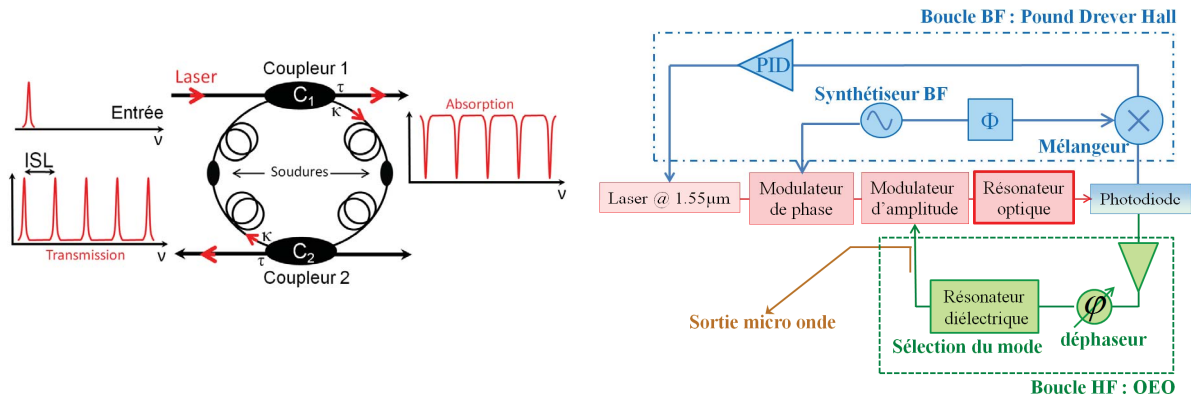 Coupleur 1
Laser
C1
τ
κ
Entrée
ν
Absorption
ν
ISL
Soudures
Transmission
ν
κ
τ
C2
Coupleur 2
Boucle BF : Pound Drever Hall
PID
Synthétiseur BF
Φ
Mélangeur
Laser @ 1.55µm
Modulateur
de phase
Modulateur
d'amplitude
Résonateur
optique
Photodiode
Sortie micro onde
Résonateur
diélectrique
φ
déphaseur
Sélection du mode
Boucle HF : OEO